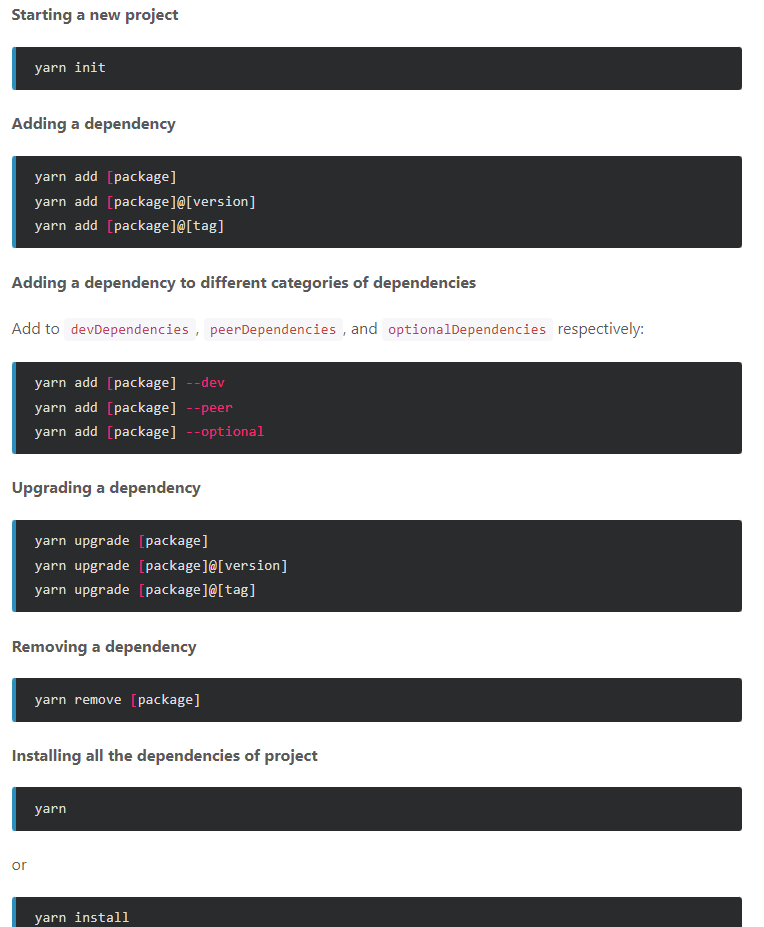 Starting a new project
yarn init
Adding a dependency
yarn add [package]
yarn add [package]@[version]
yarn add [package]@[tag]
Adding a dependency to different categories of dependencies
Add to devDependencies , peerDependencies , and optionalDependencies respectively:
yarn add [package] --dev
yarn add [package] --peer
yarn add [package] --optional
Upgrading a dependency
yarn upgrade [package]
yarn upgrade [package]@[version]
yarn upgrade [package]@[tag]
Removing a dependency
yarn remove [package]
Installing all the dependencies of project
yarn
or
yarn install